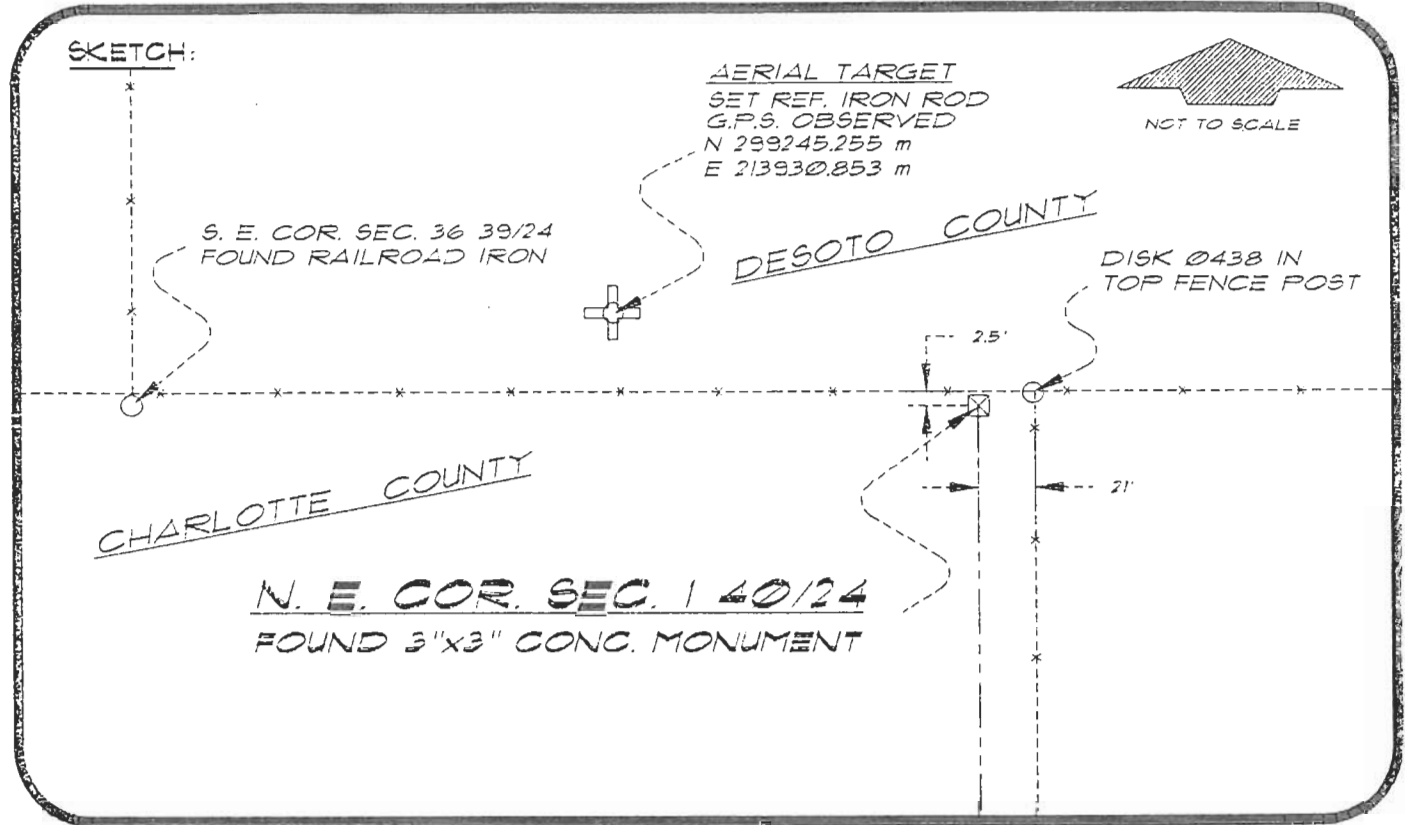 SKETCH:
AERIAL TARGET
SET REF. IRON ROD
G.P.S. OBSERVED
N 299245.255 m
E 213930.853 m
NOT TO SCALE
S. E. COR. SEC. 36 39/24
FOUND RAILROAD IRON
DESOTO COUNTY
DISK 0438 IN
TOP FENCE POST
2.5'
21'
CHARLOTTE COUNTY
N. E. COR. SEC. 1 40/24
FOUND 3"x3" CONC. MONUMENT